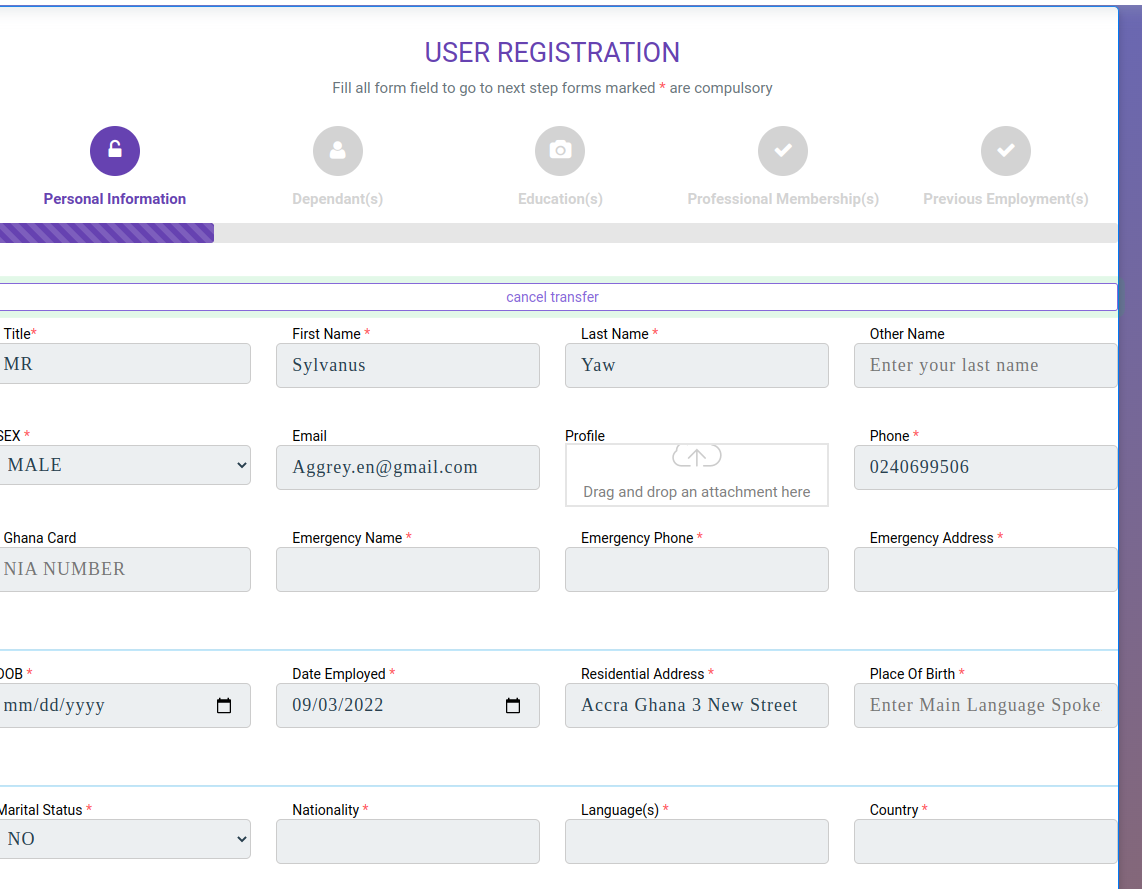 USER REGISTRATION
Fill all form field to go to next step forms marked * are compulsory
Personal Information Dependant(s) Education(s) Professional Membership(s) Previous Employment(s)
cancel transfer
Title* First Name * Last Name * Other Name
MR Sylvanus Yaw Enter your last name
SEX * Email Profile Phone *
MALE Aggrey.en@gmail.com 0240699506
Drag and drop an attachment here
Ghana Card Emergency Name * Emergency Phone * Emergency Address *
NIA NUMBER
DOB * Date Employed * Residential Address * Place Of Birth *
mm/dd/yyyy 09/03/2022 Accra Ghana 3 New Street Enter Main Language Spoke
Marital Status * Nationality * Language(s) * Country *
NO